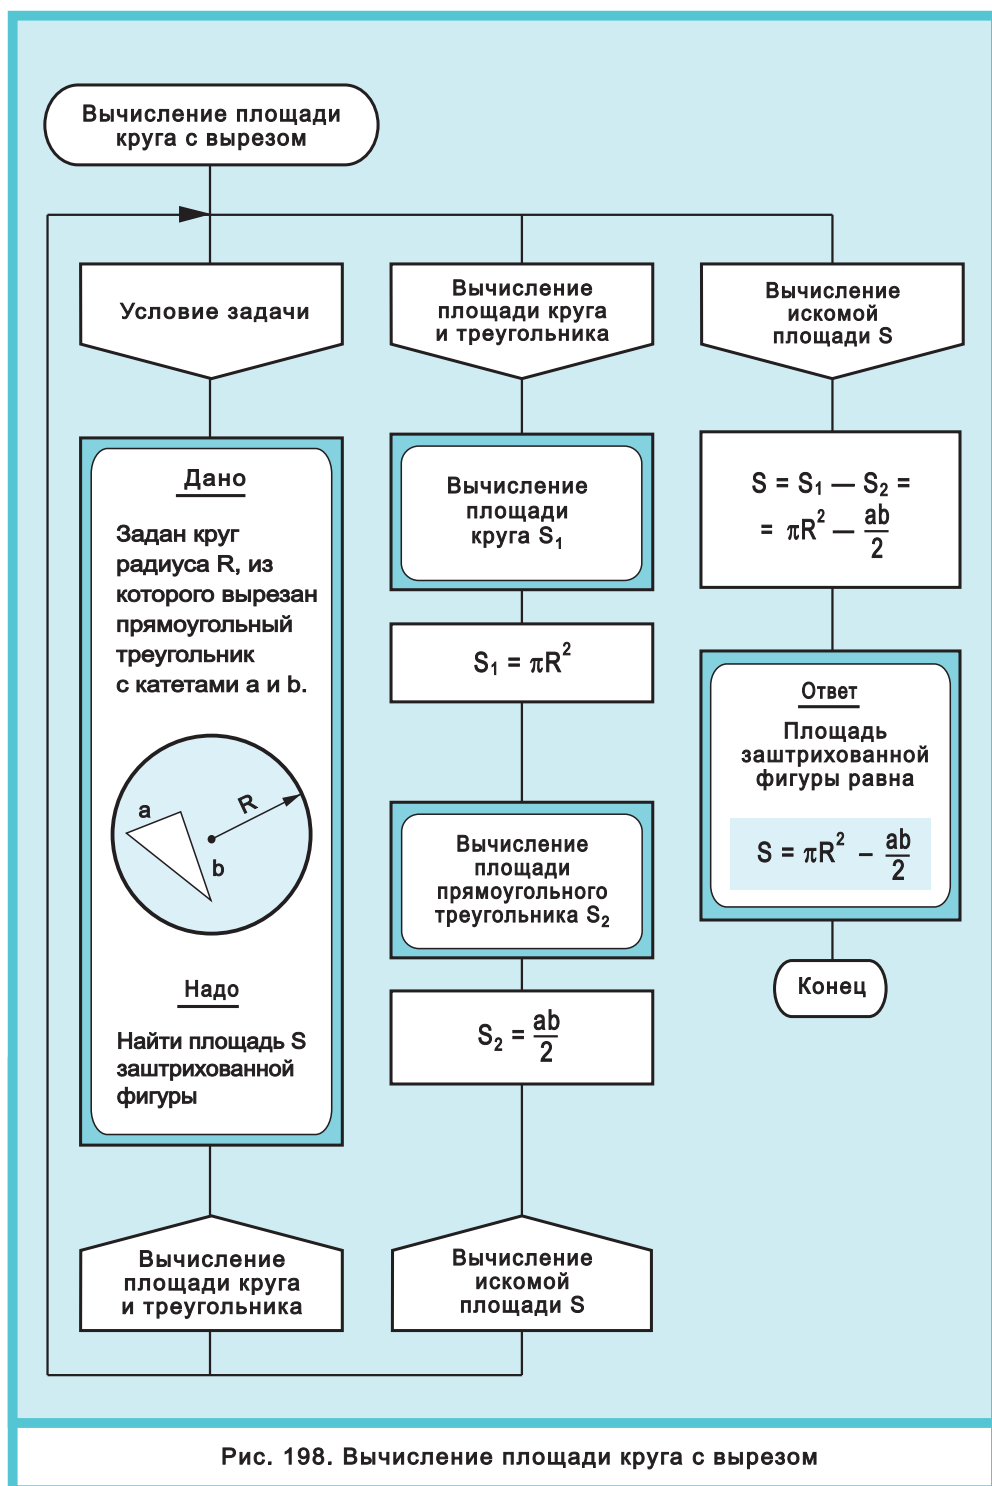 Вычисление площади
круга с вырезом
Условие задачи
Дано
Задан круг
радиуса R, из
которого вырезан
прямоугольный
треугольник
с катетами a и b.
a
R
b
Надо
Найти площадь S
заштрихованной
фигуры
Вычисление
площади круга
и треугольника
Вычисление
площади круга
и треугольника
Вычисление
площади
круга S₁
S₁ = πR²
Вычисление
площади
прямоугольного
треугольника S₂
S₂ = ab/2
Вычисление
искомой
площади S
Вычисление
искомой
площади S
S = S₁ — S₂ =
= πR² — ab/2
Ответ
Площадь
заштрихованной
фигуры равна
S = πR² – ab/2
Конец
Рис. 198. Вычисление площади круга с вырезом